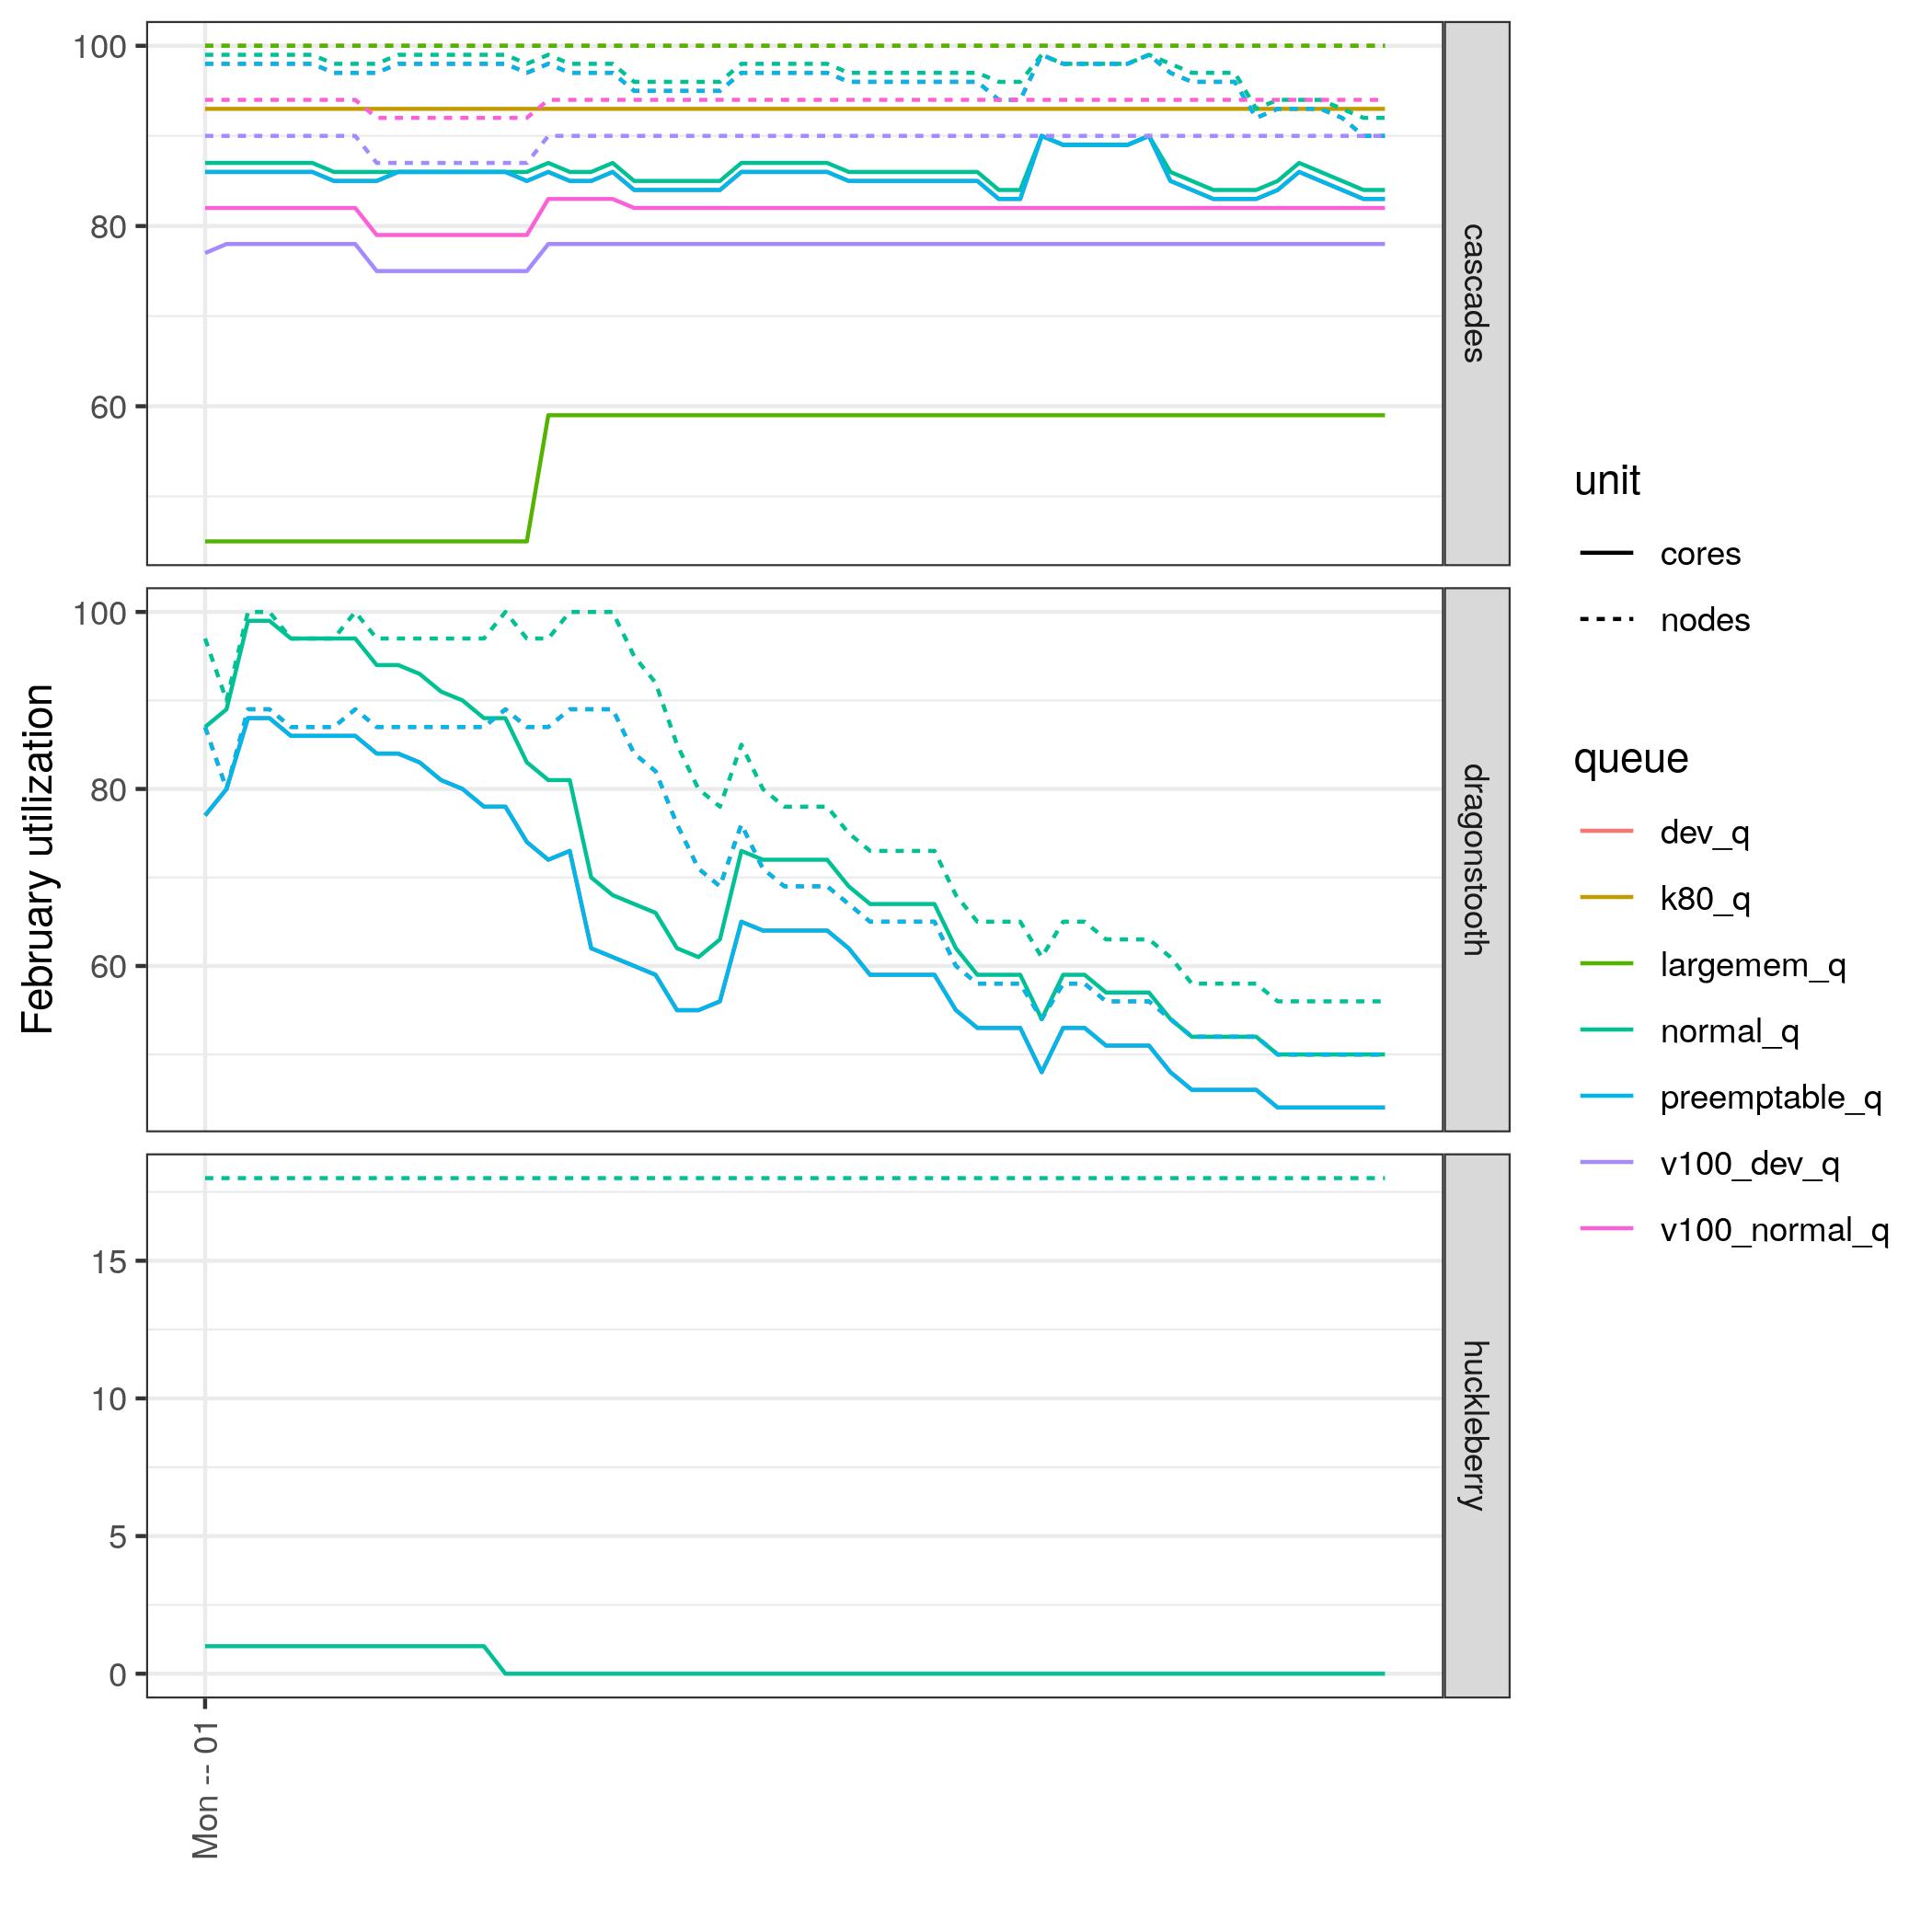 February utilization
100
80
60
cascades
100
80
60
dragonstooth
15
10
5
0
huckleberry
Mon -- 01
unit
cores
nodes
queue
dev_q
k80_q
largemem_q
normal_q
preemptable_q
v100_dev_q
v100_normal_q